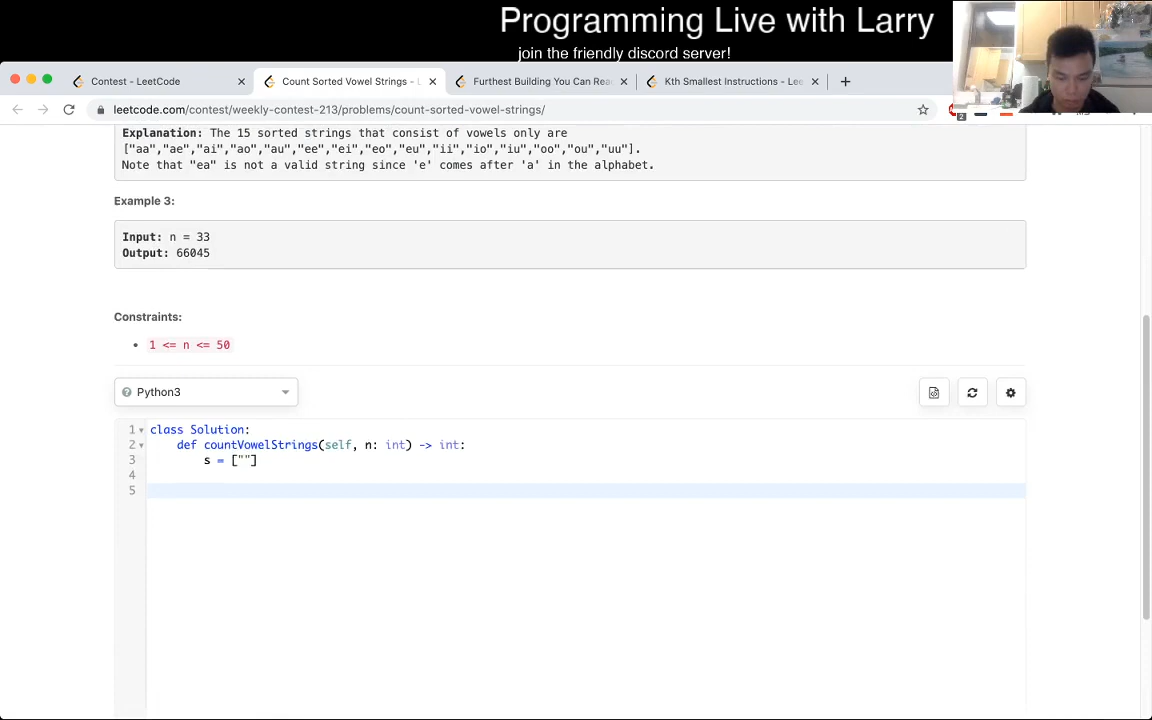 Programming Live with Larry
join the friendly discord server!
Contest - LeetCode
Count Sorted Vowel Strings - L
Furthest Building You Can Rea
Kth Smallest Instructions - Lee
leetcode.com/contest/weekly-contest-213/problems/count-sorted-vowel-strings/
2
Explanation: The 15 sorted strings that consist of vowels only are
["aa","ae","ai","ao","au","ee","ei","eo","eu","ii","io","iu","oo","ou","uu"].
Note that "ea" is not a valid string since 'e' comes after 'a' in the alphabet.
Example 3:
Input: n = 33
Output: 66045
Constraints:
1 <= n <= 50
Python3
1 class Solution:
2 def countVowelStrings(self, n: int) -> int:
3 s = [""]
4
5